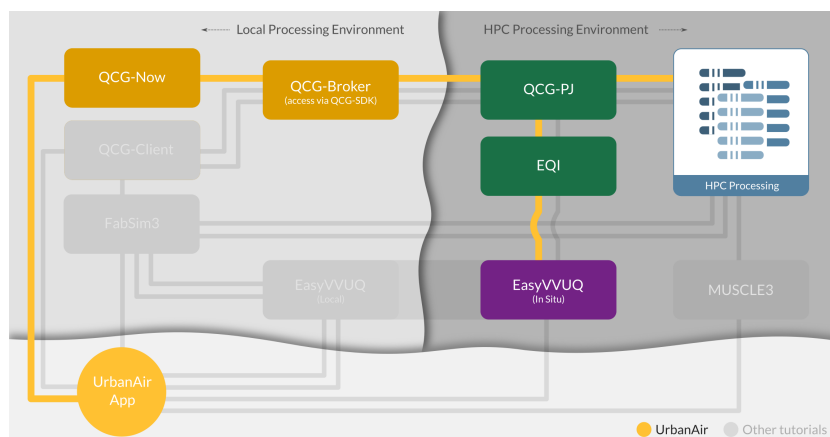 Local Processing Environment
HPC Processing Environment
QCG-Now
QCG-Broker
(access via QCG-SDK)
QCG-PJ
HPC Processing
QCG-Client
EQI
FabSim3
EasyVVUQ
(Local)
EasyVVUQ
(In Situ)
MUSCLE3
UrbanAir
App
UrbanAir
Other tutorials